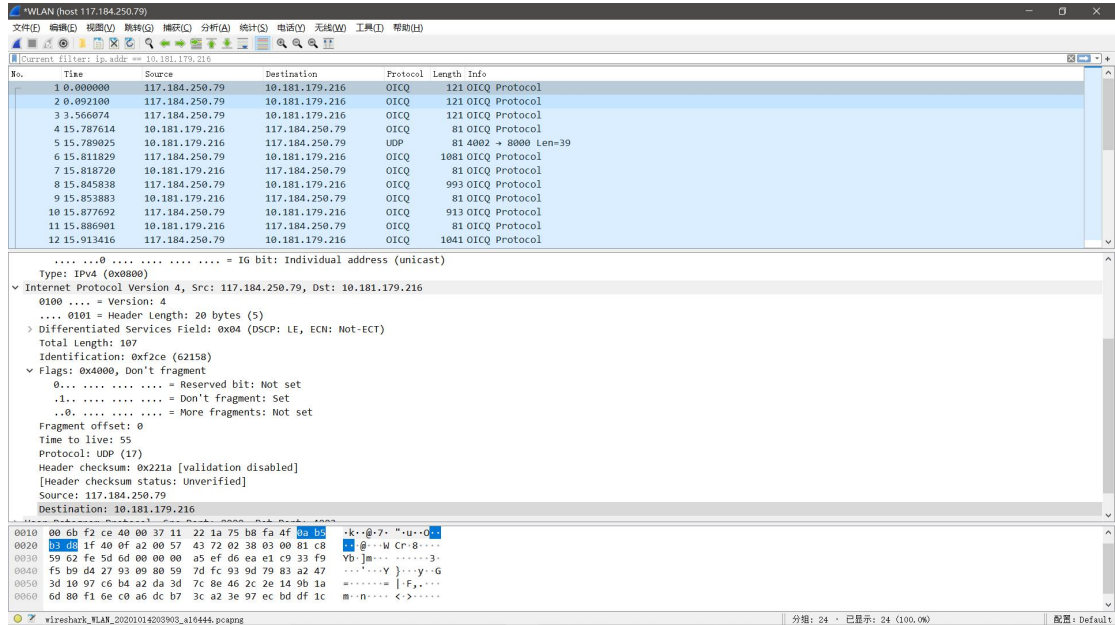 *WLAN (host 117.184.250.79)
文件(F) 编辑(E) 视图(V) 跳转(G) 捕获(C) 分析(A) 统计(S) 电话(Y) 无线(W) 工具(T) 帮助(H)
Current filter: ip.addr == 10.181.179.216
No. Time Source Destination Protocol Length Info
1 0.000000 117.184.250.79 10.181.179.216 OICQ 121 OICQ Protocol
2 0.092100 117.184.250.79 10.181.179.216 OICQ 121 OICQ Protocol
3 3.566074 117.184.250.79 10.181.179.216 OICQ 121 OICQ Protocol
4 15.787614 10.181.179.216 117.184.250.79 OICQ 81 OICQ Protocol
5 15.789025 10.181.179.216 117.184.250.79 UDP 81 4002 → 8000 Len=39
6 15.811829 117.184.250.79 10.181.179.216 OICQ 1081 OICQ Protocol
7 15.818720 10.181.179.216 117.184.250.79 OICQ 81 OICQ Protocol
8 15.845838 117.184.250.79 10.181.179.216 OICQ 993 OICQ Protocol
9 15.853883 10.181.179.216 117.184.250.79 OICQ 81 OICQ Protocol
10 15.877692 117.184.250.79 10.181.179.216 OICQ 913 OICQ Protocol
11 15.886901 10.181.179.216 117.184.250.79 OICQ 81 OICQ Protocol
12 15.913416 117.184.250.79 10.181.179.216 OICQ 1041 OICQ Protocol
.... ...0 .... .... .... .... = IG bit: Individual address (unicast)
Type: IPv4 (0x0800)
Internet Protocol Version 4, Src: 117.184.250.79, Dst: 10.181.179.216
0100 .... = Version: 4
.... 0101 = Header Length: 20 bytes (5)
Differentiated Services Field: 0x04 (DSCP: LE, ECN: Not-ECT)
Total Length: 107
Identification: 0xf2ce (62158)
Flags: 0x4000, Don't fragment
0... .... .... .... = Reserved bit: Not set
.1.. .... .... .... = Don't fragment: Set
..0. .... .... .... = More fragments: Not set
Fragment offset: 0
Time to live: 55
Protocol: UDP (17)
Header checksum: 0x221a [validation disabled]
[Header checksum status: Unverified]
Source: 117.184.250.79
Destination: 10.181.179.216
0010 00 6b f2 ce 40 00 37 11 22 1a 75 b8 fa 4f 0a b5 ·k··@·7· "·u··O··
0020 b3 d8 1f 40 0f a2 00 57 43 72 02 38 03 00 81 c8 ···@···W Cr·8····
0030 59 62 fe 5d 6d 00 00 00 a5 ef d6 ea e1 c9 33 f9 Yb·]m··· ······3·
0040 f5 b9 d4 27 93 09 80 59 7d fc 93 9d 79 83 a2 47 ···'···Y }···y··G
0050 3d 10 97 c6 b4 a2 da 3d 7c 8e 46 2c 2e 14 9b 1a =······= |·F,.···
0060 6d 80 f1 6e c0 a6 dc b7 3c a2 3e 97 ec bd df 1c m··n···· <·>·····
wireshark_WLAN_20201014203903_a16444.pcapng 分组: 24 · 已显示: 24 (100.0%) 配置: Default